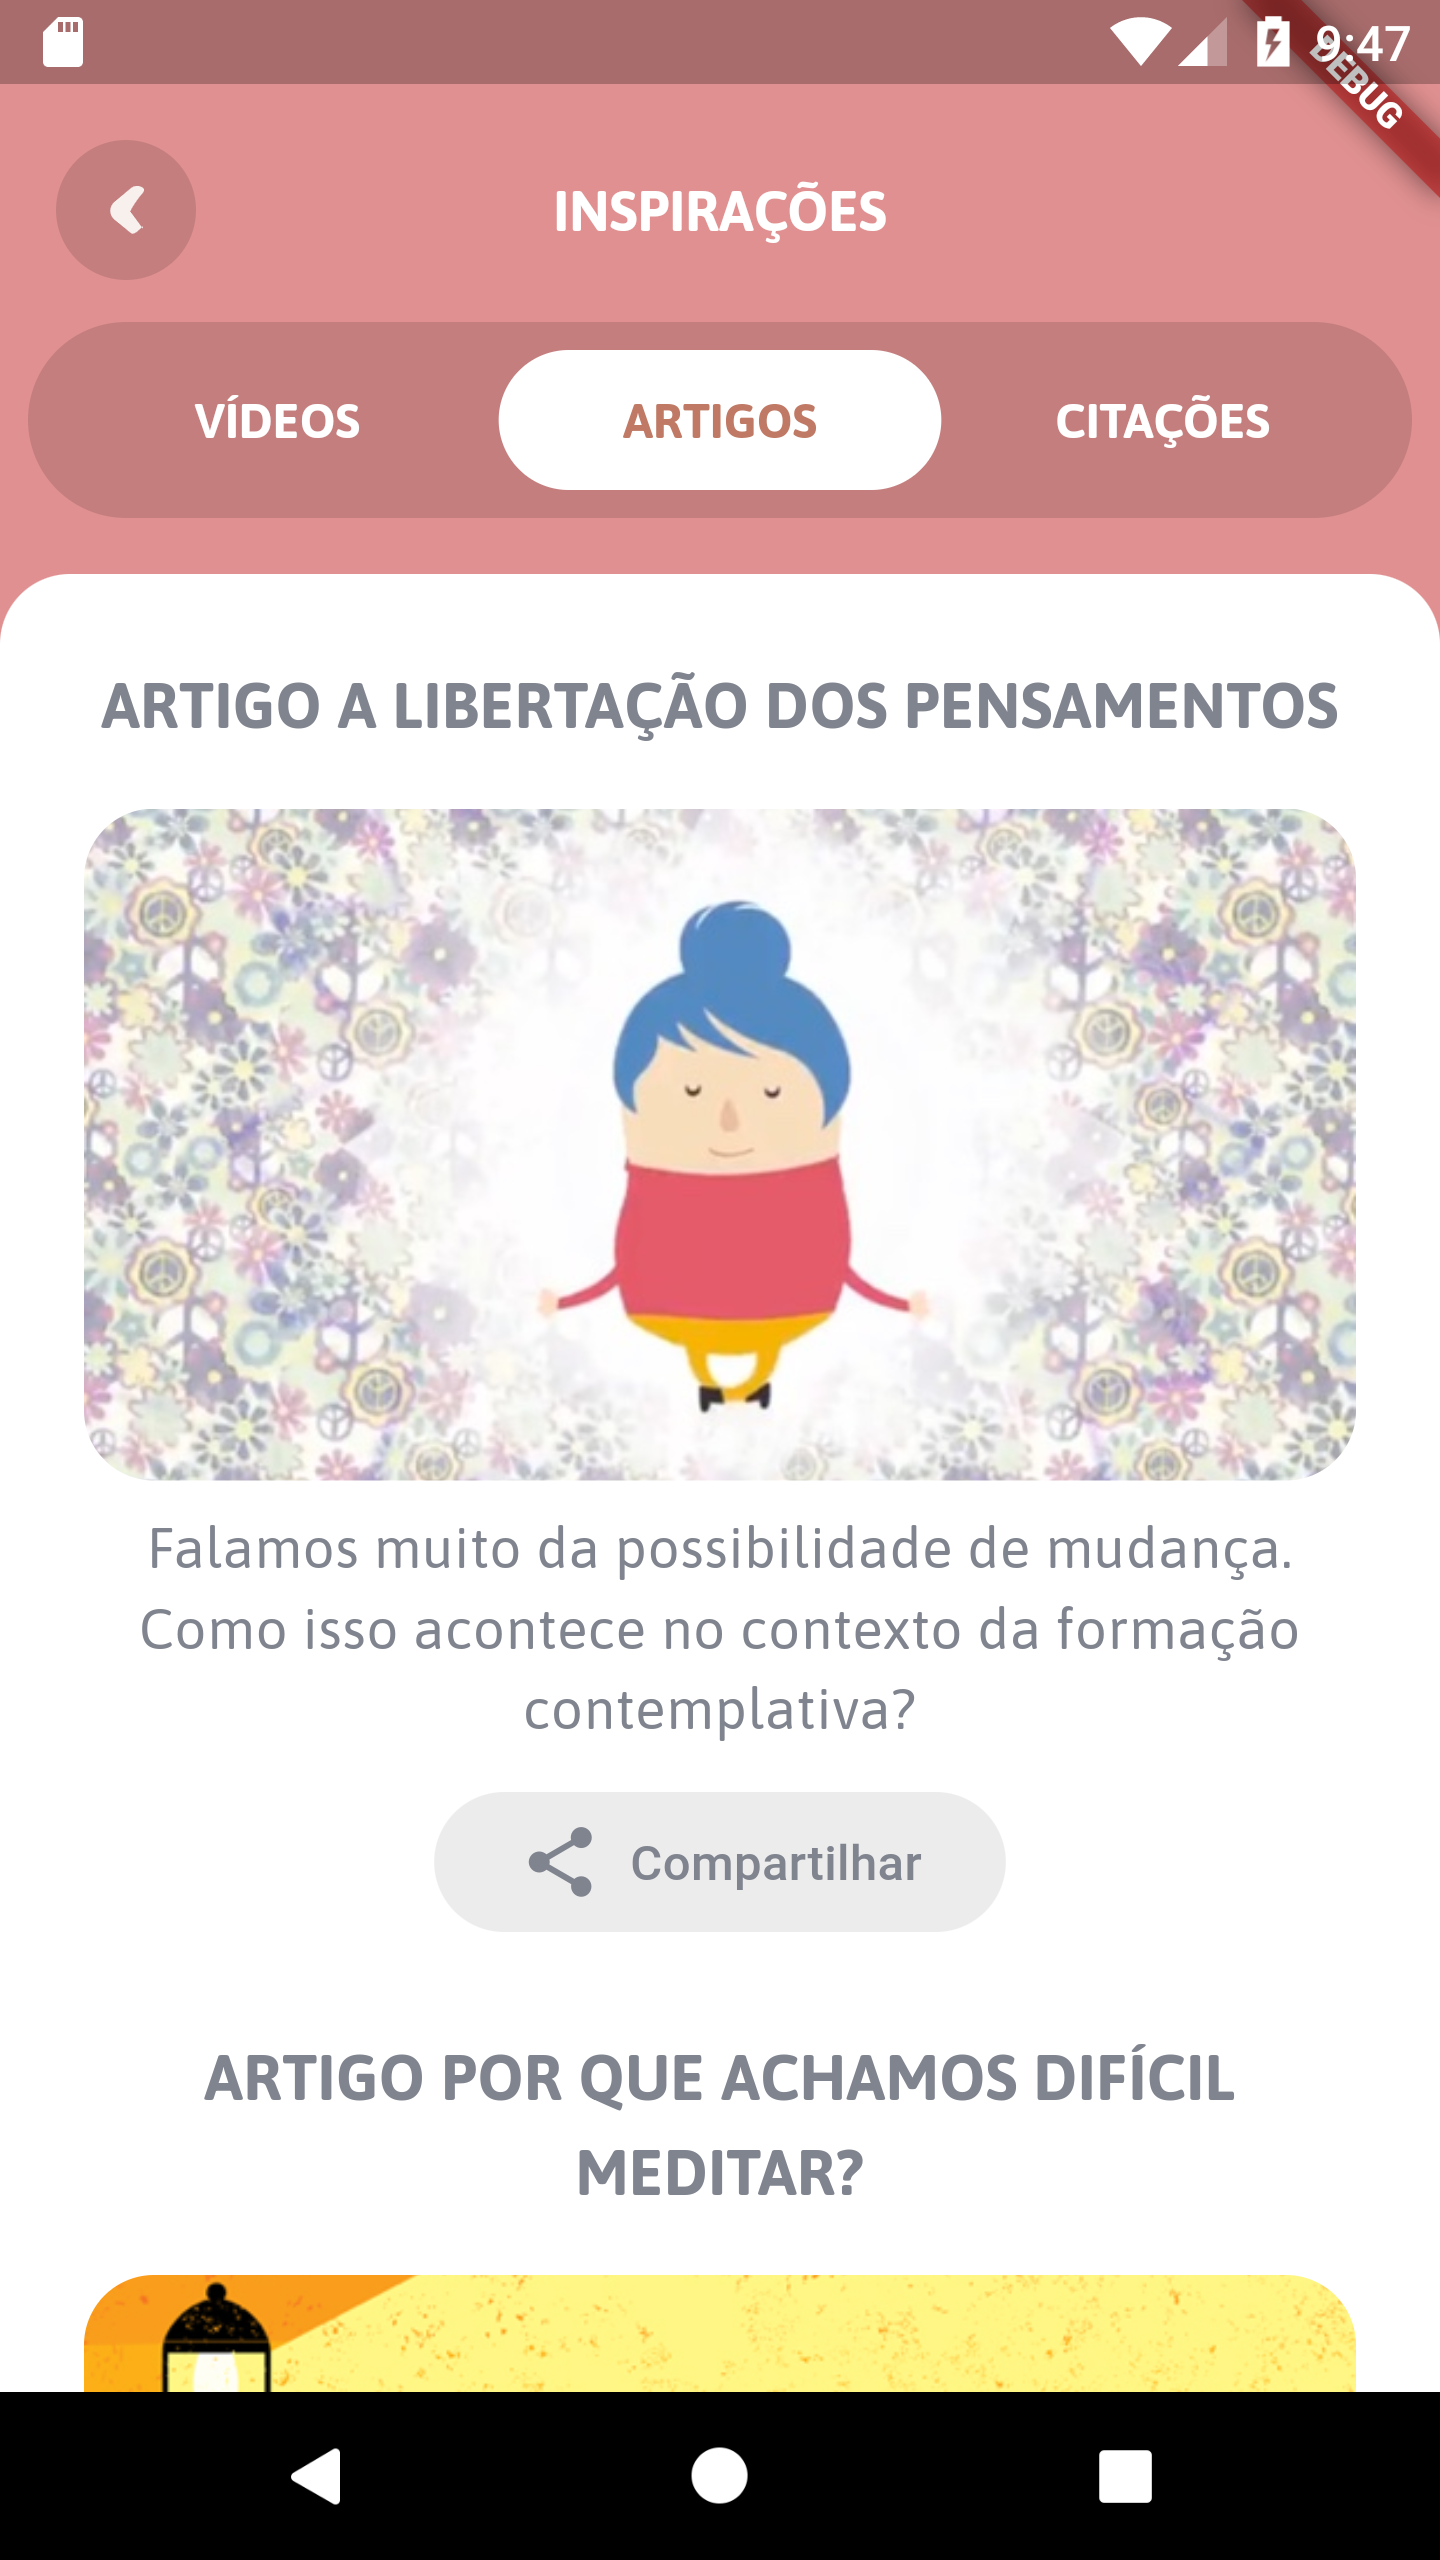 9:47
DEBUG
INSPIRAÇÕES
VÍDEOS
ARTIGOS
CITAÇÕES
ARTIGO A LIBERTAÇÃO DOS PENSAMENTOS
Falamos muito da possibilidade de mudança.
Como isso acontece no contexto da formação
contemplativa?
Compartilhar
ARTIGO POR QUE ACHAMOS DIFÍCIL
MEDITAR?